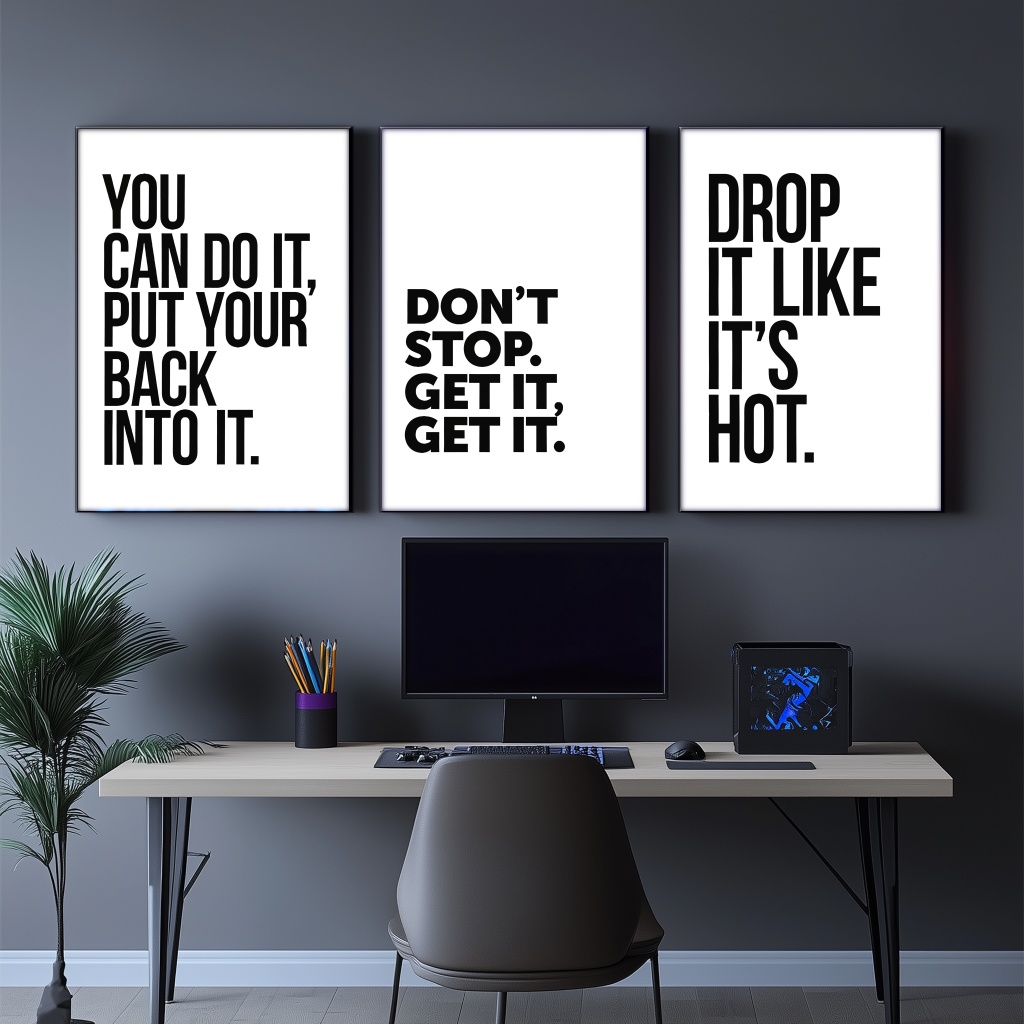 YOU
CAN DO IT,
PUT YOUR
BACK
INTO IT.
DON'T
STOP.
GET IT,
GET IT.
DROP
IT LIKE
IT'S
HOT.